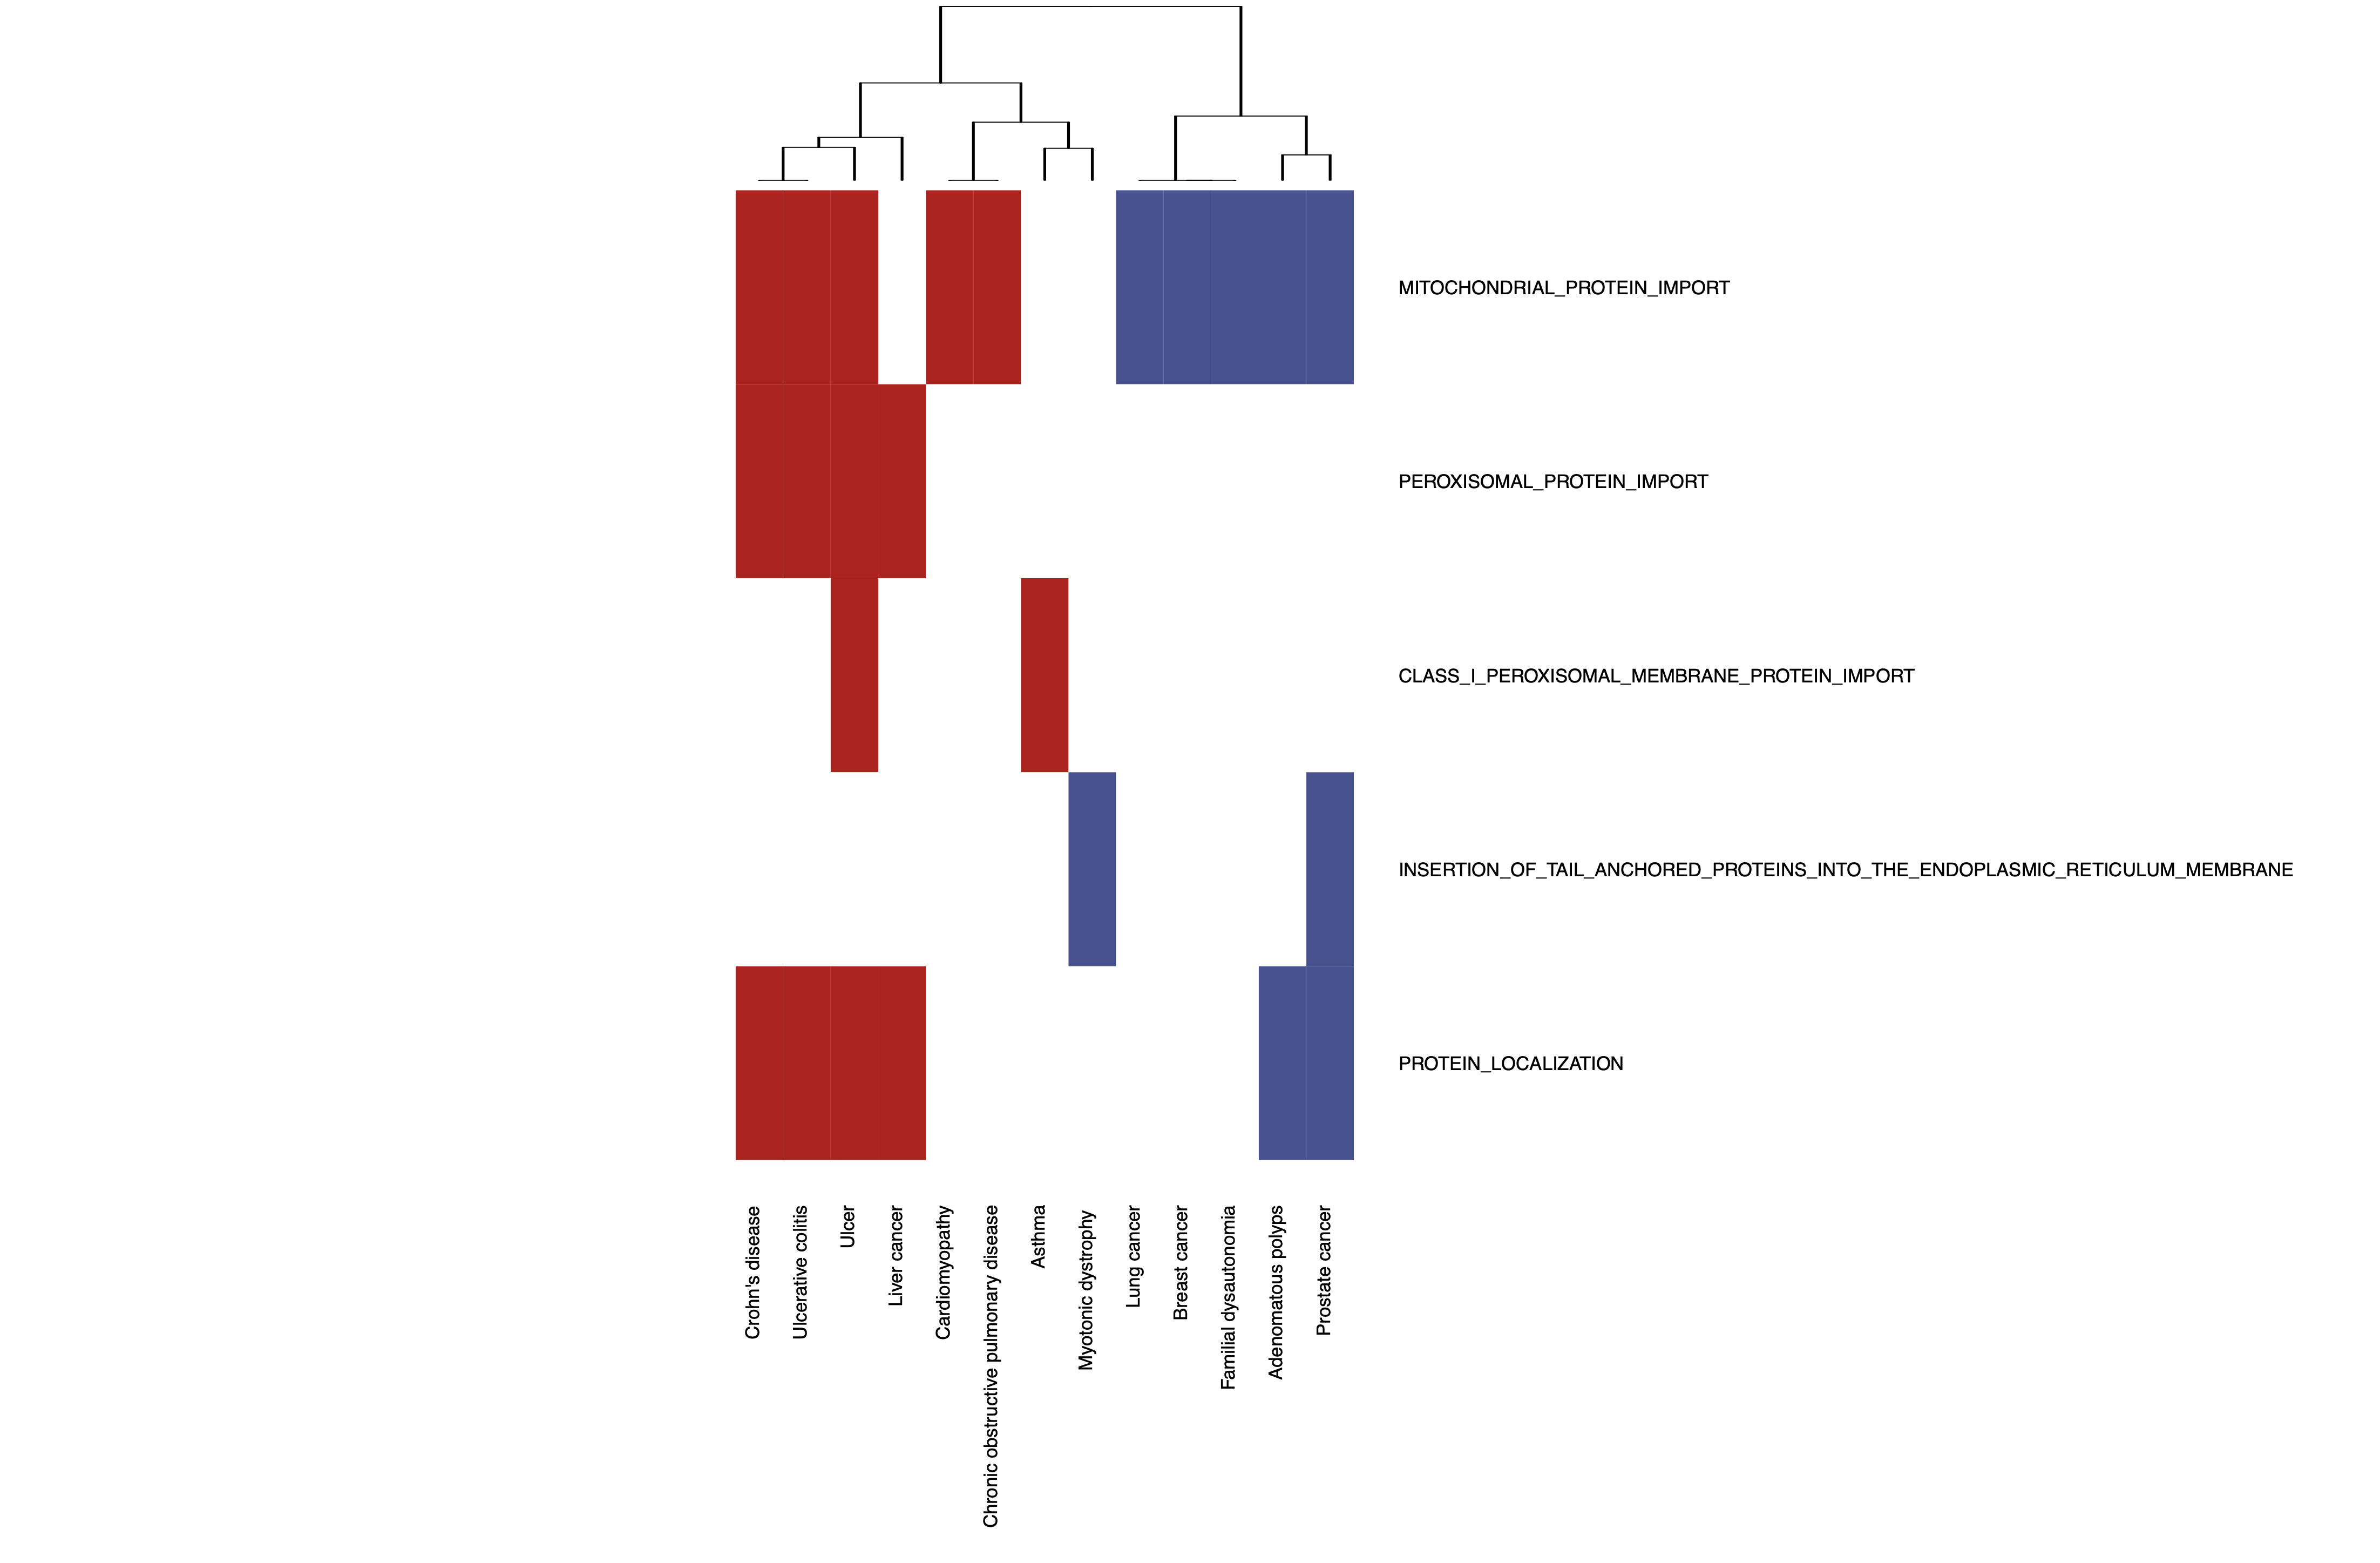 MITOCHONDRIAL_PROTEIN_IMPORT
PEROXISOMAL_PROTEIN_IMPORT
CLASS_I_PEROXISOMAL_MEMBRANE_PROTEIN_IMPORT
INSERTION_OF_TAIL_ANCHORED_PROTEINS_INTO_THE_ENDOPLASMIC_RETICULUM_MEMBRANE
PROTEIN_LOCALIZATION
Crohn's disease
Ulcerative colitis
Ulcer
Liver cancer
Cardiomyopathy
Chronic obstructive pulmonary disease
Asthma
Myotonic dystrophy
Lung cancer
Breast cancer
Familial dysautonomia
Adenomatous polyps
Prostate cancer